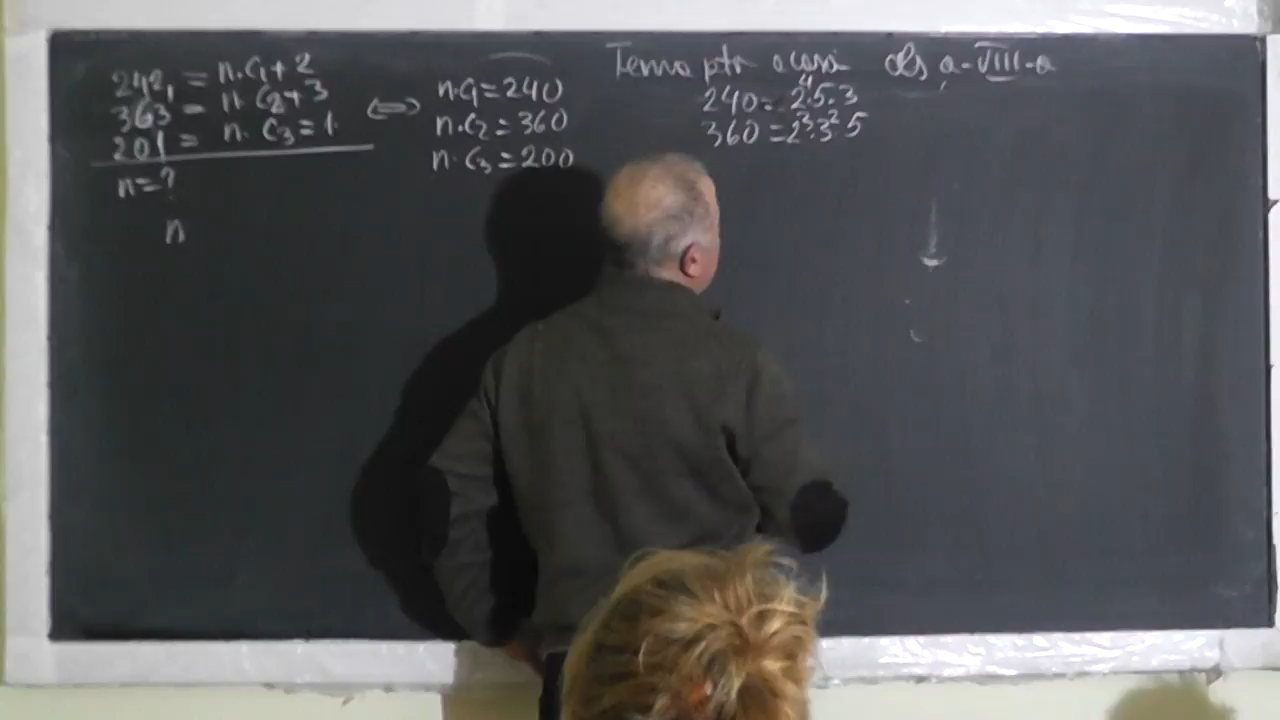 242 = n.c₁+2
363 = n.c₂+3
201 = n.c₃=1
n=?
n
⇔
n.c₁=240
n.c₂=360
n.c₃=200
Tema ptr acasă cls a-VIII-a
240=2⁴.5.3
360=2³.3².5